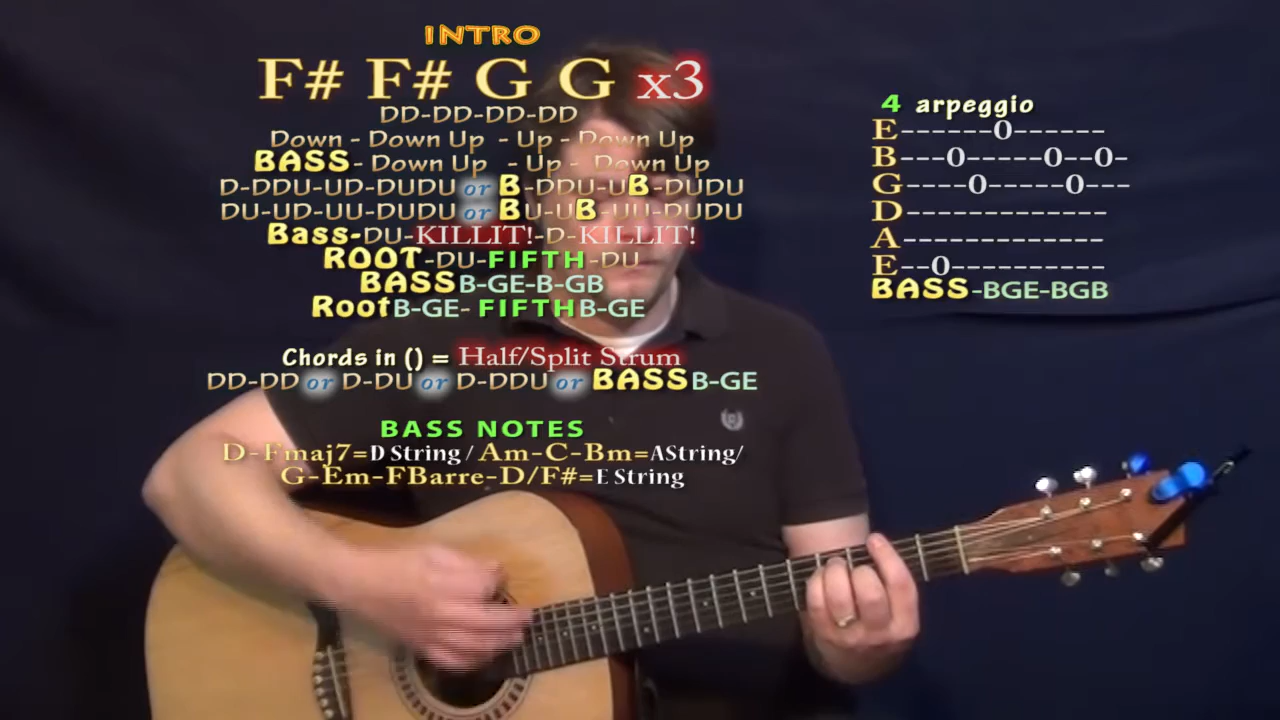 INTRO
F# F# G G x3
DD-DD-DD-DD
Down - Down Up - Up - Down Up
BASS - Down Up - Up - Down Up
D-DDU-UD-DUDU or B-DDU-UB-DUDU
DU-UD-UU-DUDU or BU-UB-UU-DUDU
Bass-DU-KILLIT!-D-KILLIT!
ROOT-DU-FIFTH-DU
BASSB-GE-B-GB
RootB-GE- FIFTHB-GE
Chords in () = Half/Split Strum
DD-DD or D-DU or D-DDU or BASSB-GE
BASS NOTES
D-Fmaj7=D String / Am-C-Bm=AString/
G-Em-FBarre-D/F#=E String
4 arpeggio
E------0------
B---0-----0--0-
G----0-----0---
D-------------
A-------------
E--0----------
BASS-BGE-BGB